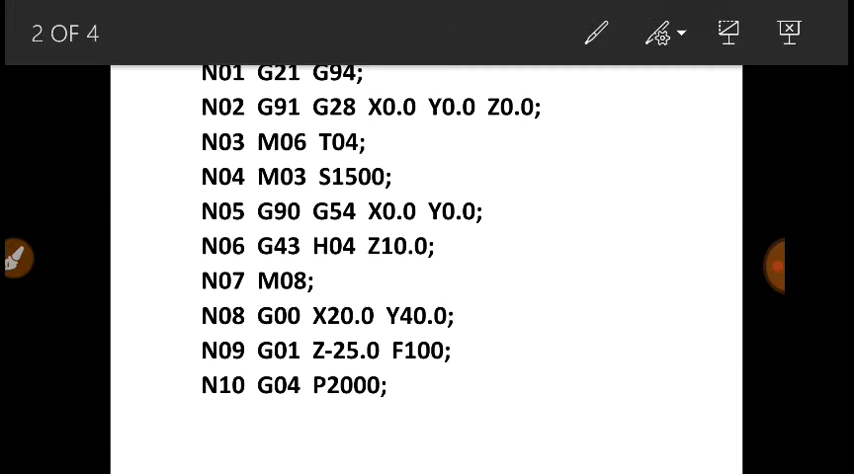 2 OF 4
N01 G21 G94;
N02 G91 G28 X0.0 Y0.0 Z0.0;
N03 M06 T04;
N04 M03 S1500;
N05 G90 G54 X0.0 Y0.0;
N06 G43 H04 Z10.0;
N07 M08;
N08 G00 X20.0 Y40.0;
N09 G01 Z-25.0 F100;
N10 G04 P2000;